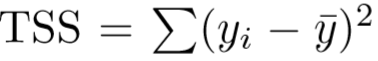 TSS = ∑(yᵢ − ȳ)²